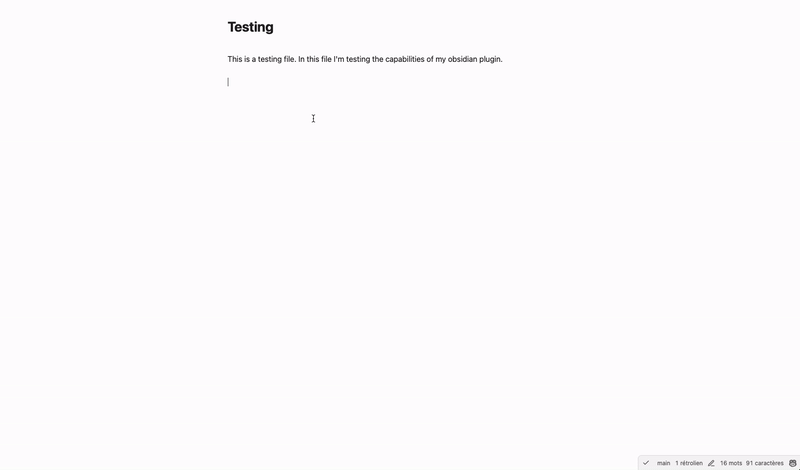 Testing
This is a testing file. In this file I'm testing the capabilities of my obsidian plugin.
main 1 rétrolien 16 mots 91 caractères